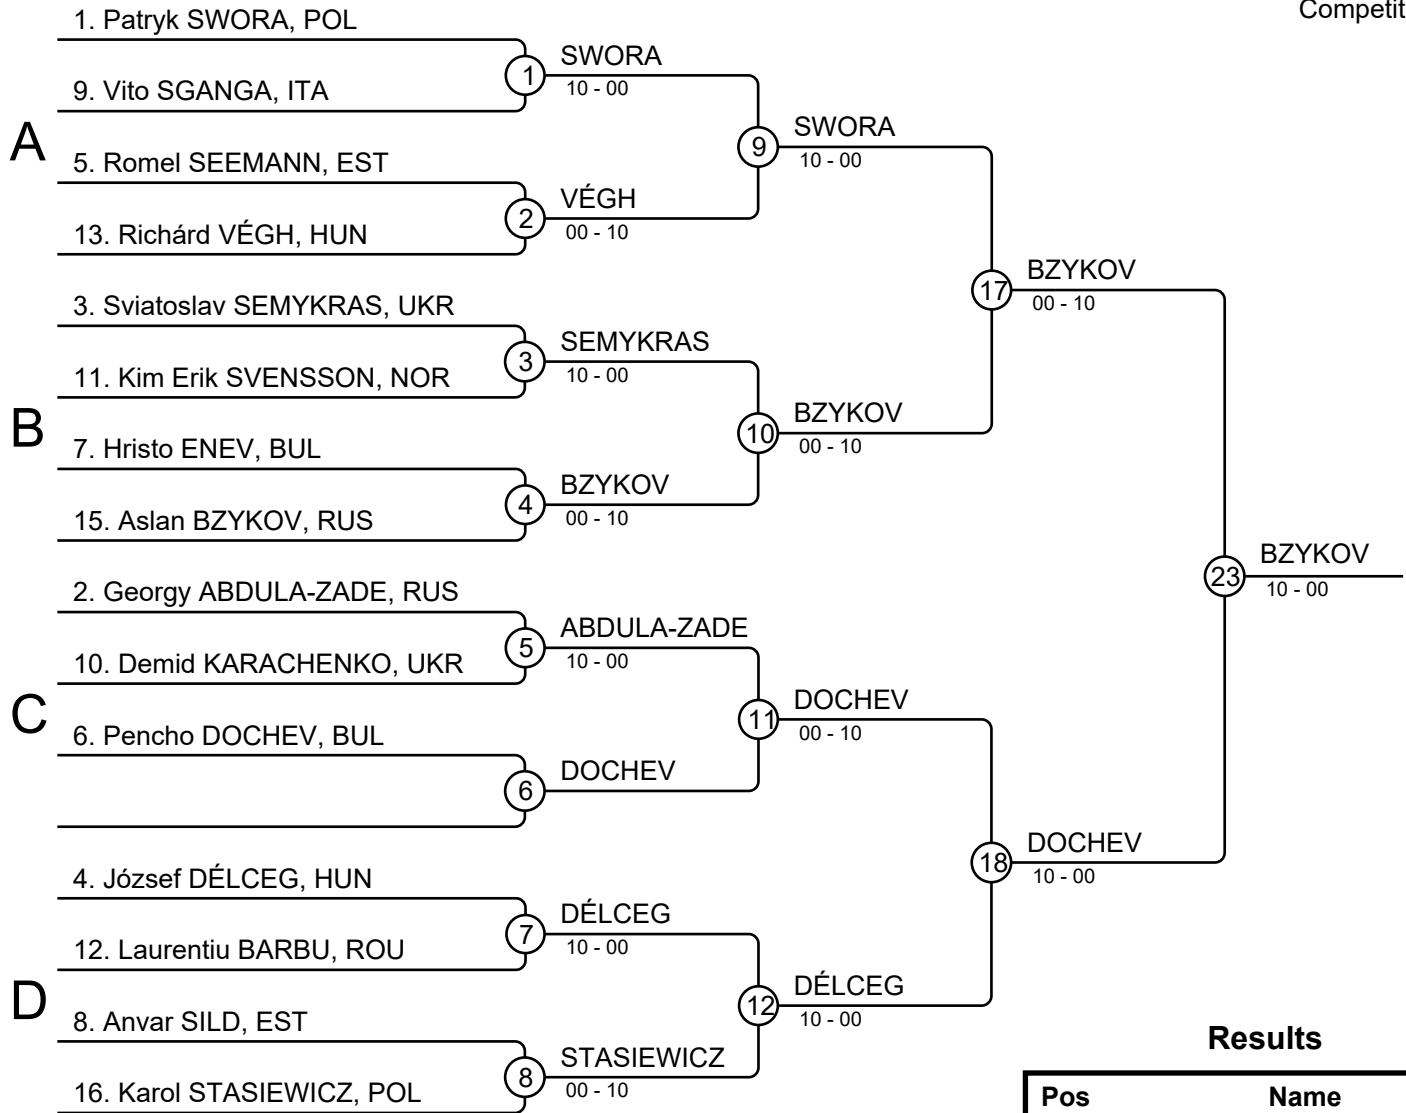 Competit
1. Patryk SWORA, POL
9. Vito SGANGA, ITA
5. Romel SEEMANN, EST
13. Richárd VÉGH, HUN
3. Sviatoslav SEMYKRAS, UKR
11. Kim Erik SVENSSON, NOR
7. Hristo ENEV, BUL
15. Aslan BZYKOV, RUS
2. Georgy ABDULA-ZADE, RUS
10. Demid KARACHENKO, UKR
6. Pencho DOCHEV, BUL
4. József DÉLCEG, HUN
12. Laurentiu BARBU, ROU
8. Anvar SILD, EST
16. Karol STASIEWICZ, POL
A
B
C
D
1
SWORA
10 - 00
2
VÉGH
00 - 10
3
SEMYKRAS
10 - 00
4
BZYKOV
00 - 10
5
ABDULA-ZADE
10 - 00
6
DOCHEV
7
DÉLCEG
10 - 00
8
STASIEWICZ
00 - 10
9
SWORA
10 - 00
10
BZYKOV
00 - 10
11
DOCHEV
00 - 10
12
DÉLCEG
10 - 00
17
BZYKOV
00 - 10
18
DOCHEV
10 - 00
23
BZYKOV
10 - 00
Results
Pos Name